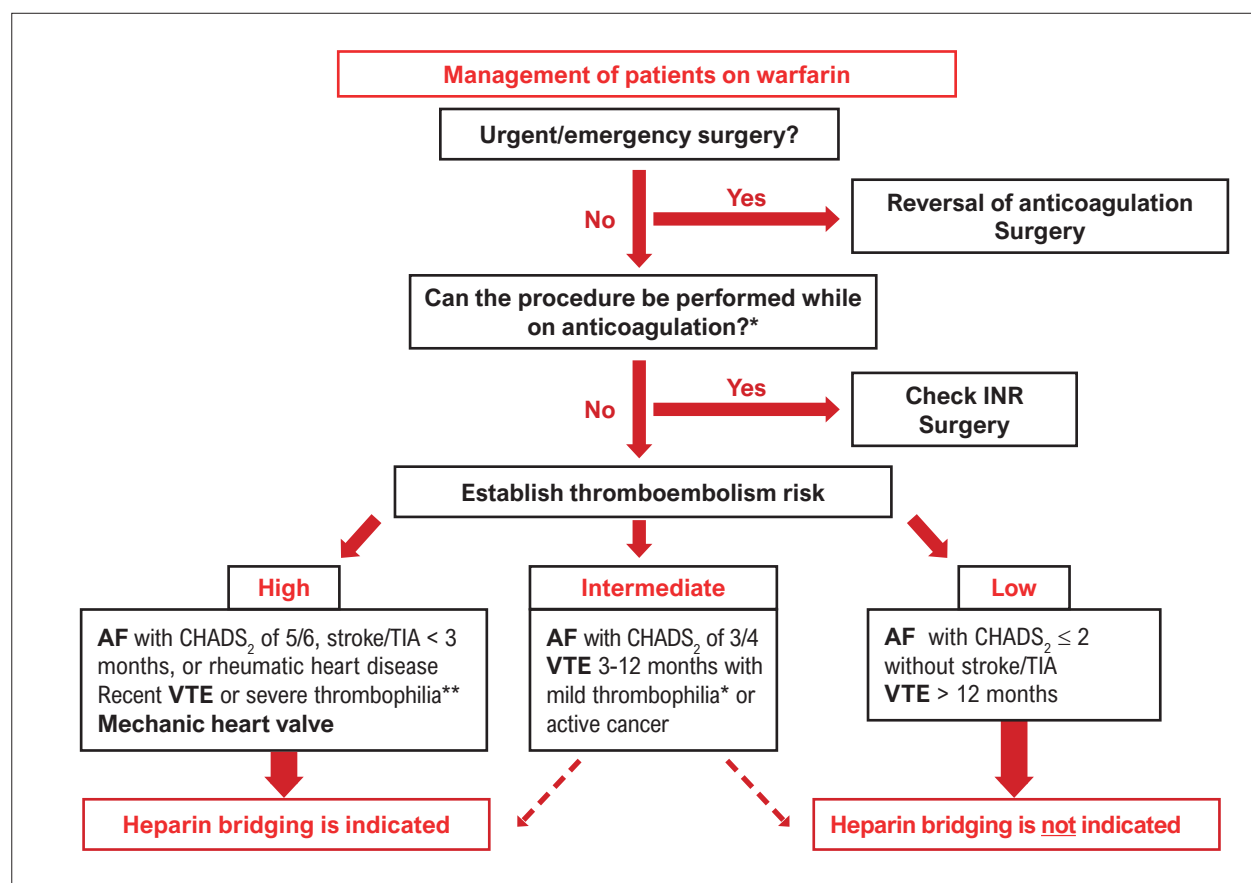 Management of patients on warfarin
Urgent/emergency surgery?
Yes
No
Reversal of anticoagulation
Surgery
Can the procedure be performed while
on anticoagulation?*
Yes
No
Check INR
Surgery
Establish thromboembolism risk
High
AF with CHADS₂ of 5/6, stroke/TIA < 3
months, or rheumatic heart disease
Recent VTE or severe thrombophilia**
Mechanic heart valve
Intermediate
AF with CHADS₂ of 3/4
VTE 3-12 months with
mild thrombophilia* or
active cancer
Low
AF with CHADS₂ ≤ 2
without stroke/TIA
VTE > 12 months
Heparin bridging is indicated
Heparin bridging is not indicated